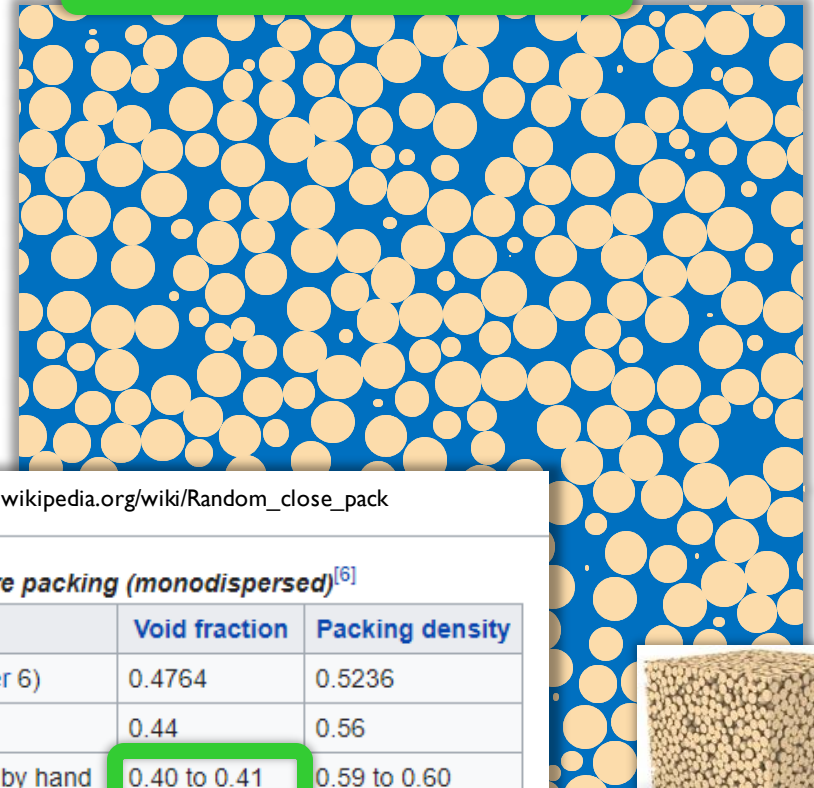 wikipedia.org/wiki/Random_close_pack
packing (monodispersed)[6]
Void fraction Packing density
6) 0.4764 0.5236
0.44 0.56
by hand 0.40 to 0.41 0.59 to 0.60